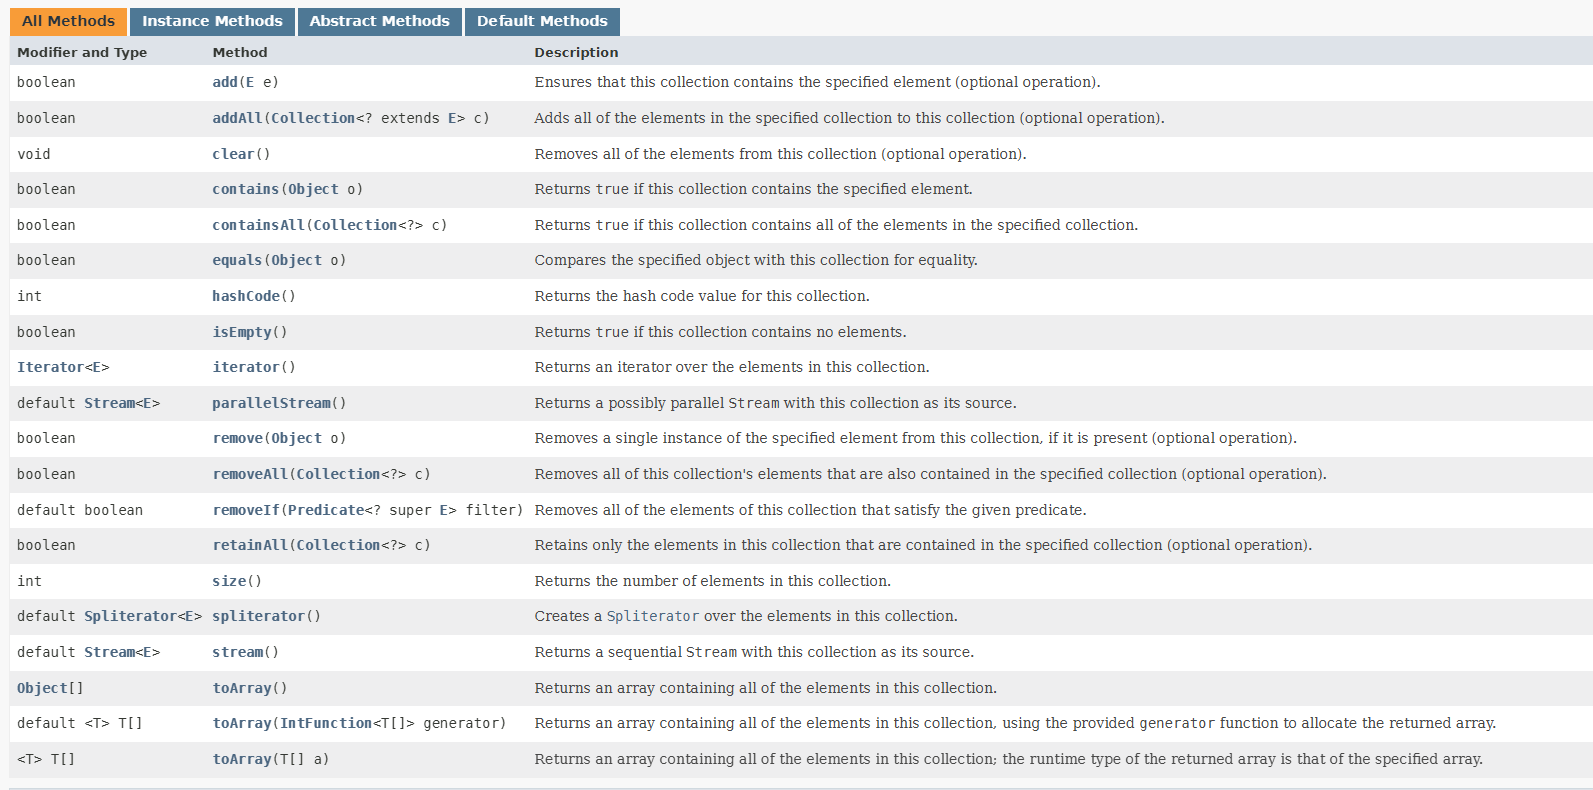 All Methods Instance Methods Abstract Methods Default Methods
Modifier and Type Method Description
boolean add(E e) Ensures that this collection contains the specified element (optional operation).
boolean addAll(Collection<? extends E> c) Adds all of the elements in the specified collection to this collection (optional operation).
void clear() Removes all of the elements from this collection (optional operation).
boolean contains(Object o) Returns true if this collection contains the specified element.
boolean containsAll(Collection<?> c) Returns true if this collection contains all of the elements in the specified collection.
boolean equals(Object o) Compares the specified object with this collection for equality.
int hashCode() Returns the hash code value for this collection.
boolean isEmpty() Returns true if this collection contains no elements.
Iterator<E> iterator() Returns an iterator over the elements in this collection.
default Stream<E> parallelStream() Returns a possibly parallel Stream with this collection as its source.
boolean remove(Object o) Removes a single instance of the specified element from this collection, if it is present (optional operation).
boolean removeAll(Collection<?> c) Removes all of this collection's elements that are also contained in the specified collection (optional operation).
default boolean removeIf(Predicate<? super E> filter) Removes all of the elements of this collection that satisfy the given predicate.
boolean retainAll(Collection<?> c) Retains only the elements in this collection that are contained in the specified collection (optional operation).
int size() Returns the number of elements in this collection.
default Spliterator<E> spliterator() Creates a Spliterator over the elements in this collection.
default Stream<E> stream() Returns a sequential Stream with this collection as its source.
Object[] toArray() Returns an array containing all of the elements in this collection.
default <T> T[] toArray(IntFunction<T[]> generator) Returns an array containing all of the elements in this collection, using the provided generator function to allocate the returned array.
<T> T[] toArray(T[] a) Returns an array containing all of the elements in this collection; the runtime type of the returned array is that of the specified array.